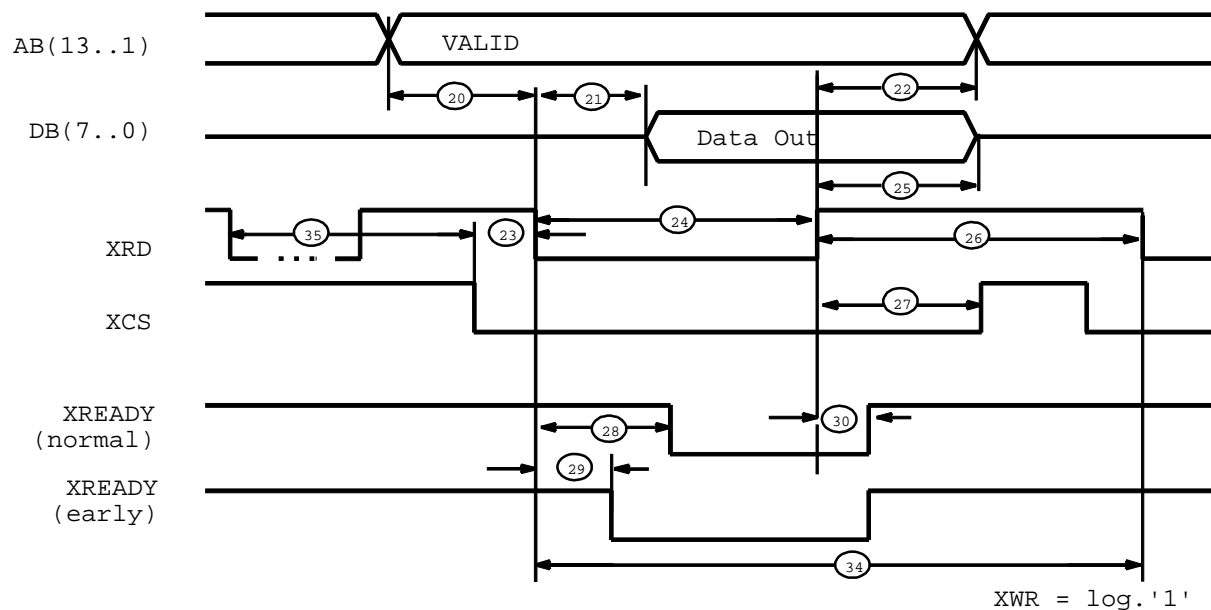 AB(13..1)
VALID
20
21
22
DB(7..0)
Data Out
25
XRD
35
23
24
26
XCS
27
XREADY
(normal)
28
30
29
XREADY
(early)
34
XWR = log.'1'